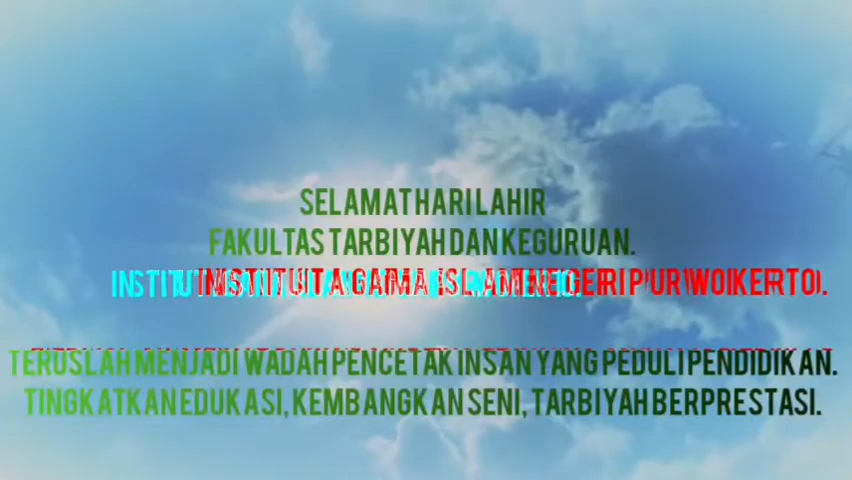 SELAMAT HARI LAHIR
FAKULTAS TARBIYAH DAN KEGURUAN.
INSTITUT AGAMA ISLAM NEGERI PURWOKERTO.
TERUSLAH MENJADI WADAH PENCETAK INSAN YANG PEDULI PENDIDIKAN.
TINGKATKAN EDUKASI, KEMBANGKAN SENI, TARBIYAH BERPRESTASI.